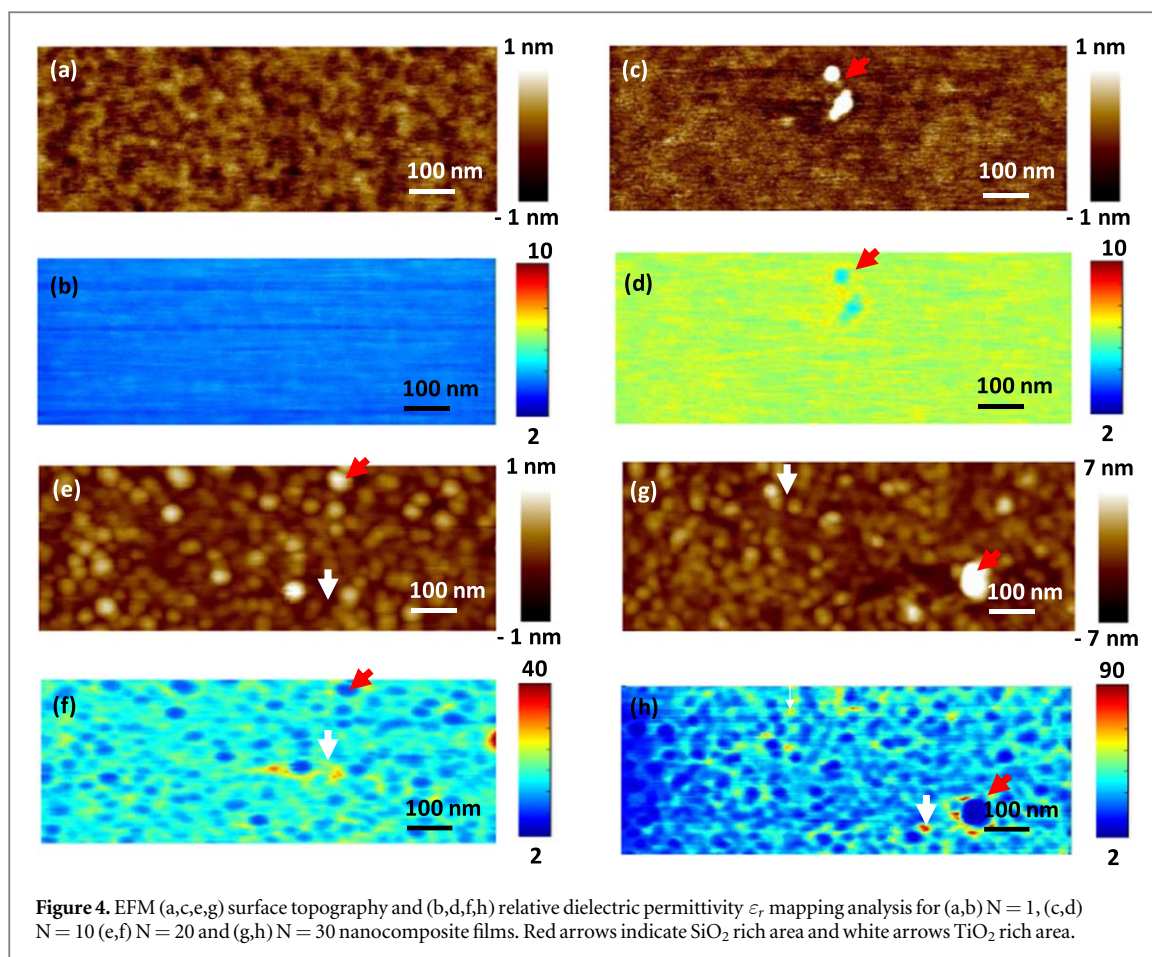 (a)
100 nm
1 nm
- 1 nm
(c)
100 nm
1 nm
- 1 nm
(b)
100 nm
10
2
(d)
100 nm
10
2
(e)
100 nm
1 nm
- 1 nm
(g)
100 nm
7 nm
- 7 nm
(f)
100 nm
40
2
(h)
100 nm
90
2
Figure 4. EFM (a,c,e,g) surface topography and (b,d,f,h) relative dielectric permittivity εr mapping analysis for (a,b) N = 1, (c,d)
N = 10 (e,f) N = 20 and (g,h) N = 30 nanocomposite films. Red arrows indicate SiO2 rich area and white arrows TiO2 rich area.